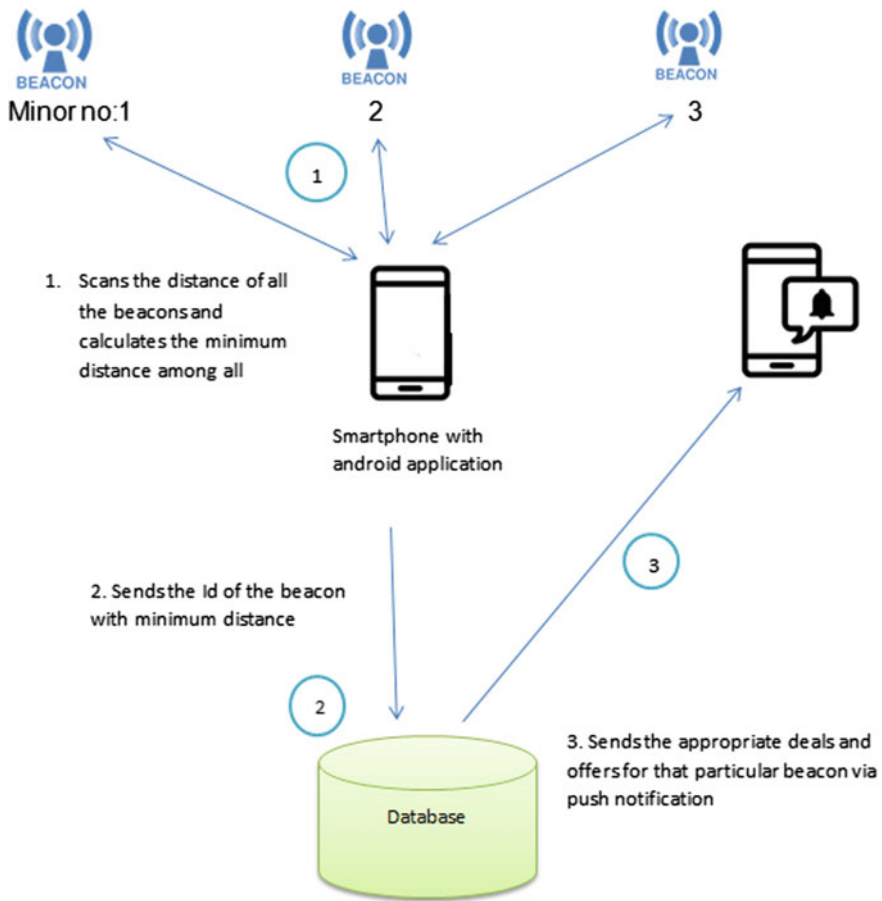 BEACON
BEACON
BEACON
Minor no:1
2
3
1
1. Scans the distance of all
the beacons and
calculates the minimum
distance among all
Smartphone with
android application
3
2. Sends the Id of the beacon
with minimum distance
2
3. Sends the appropriate deals and
offers for that particular beacon via
push notification
Database